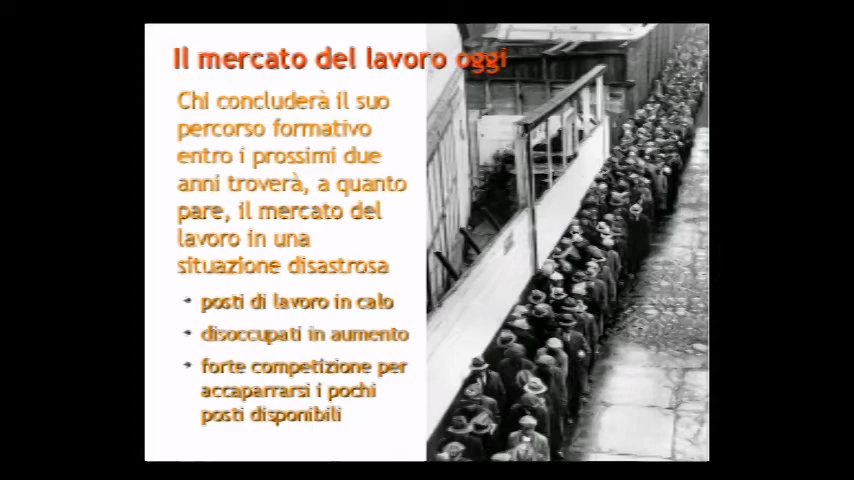 Il mercato del lavoro oggi
Chi concluderà il suo
percorso formativo
entro i prossimi due
anni troverà, a quanto
pare, il mercato del
lavoro in una
situazione disastrosa
posti di lavoro in calo
disoccupati in aumento
forte competizione per
accaparrarsi i pochi
posti disponibili